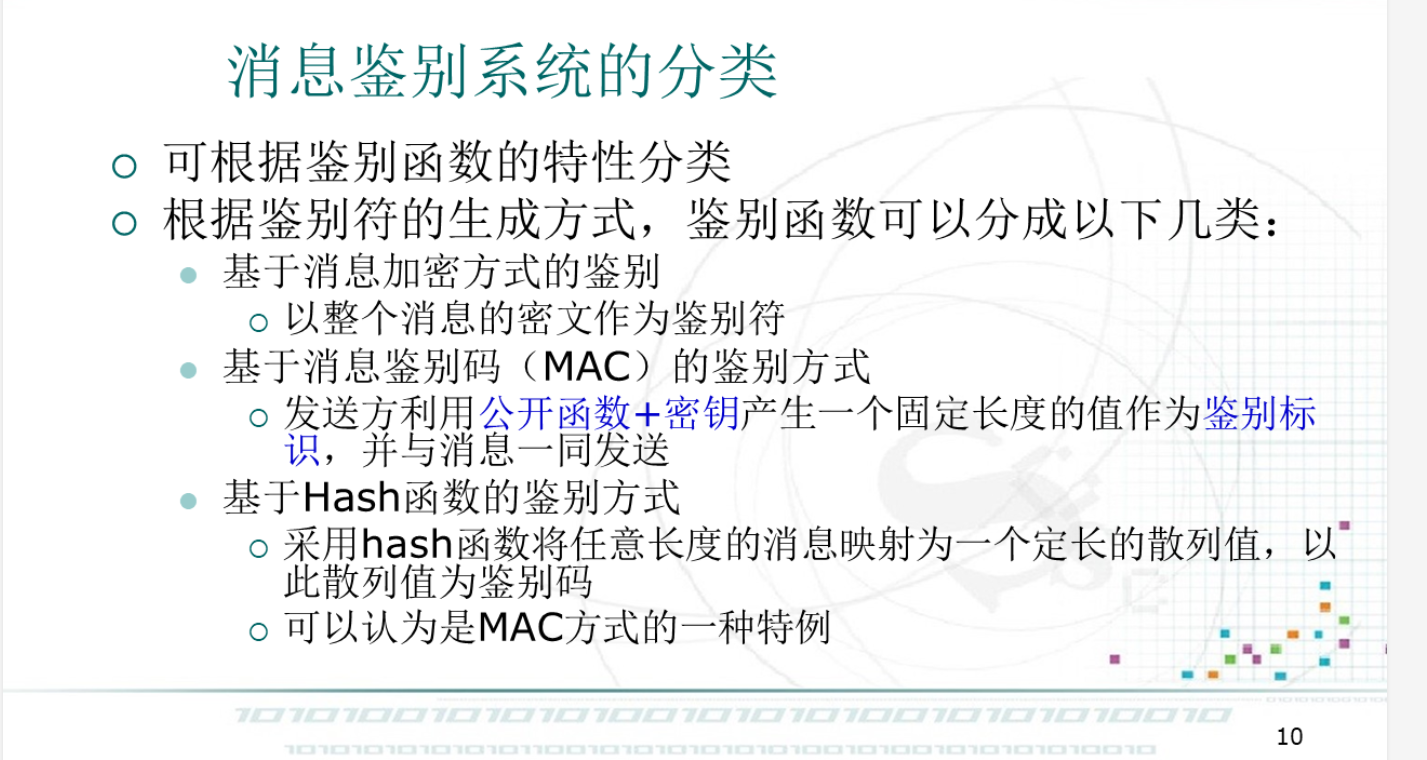 消息鉴别系统的分类
可根据鉴别函数的特性分类
根据鉴别符的生成方式，鉴别函数可以分成以下几类：
基于消息加密方式的鉴别
以整个消息的密文作为鉴别符
基于消息鉴别码（MAC）的鉴别方式
发送方利用公开函数+密钥产生一个固定长度的值作为鉴别标
识，并与消息一同发送
基于Hash函数的鉴别方式
采用hash函数将任意长度的消息映射为一个定长的散列值，以
此散列值为鉴别码
可以认为是MAC方式的一种特例
10